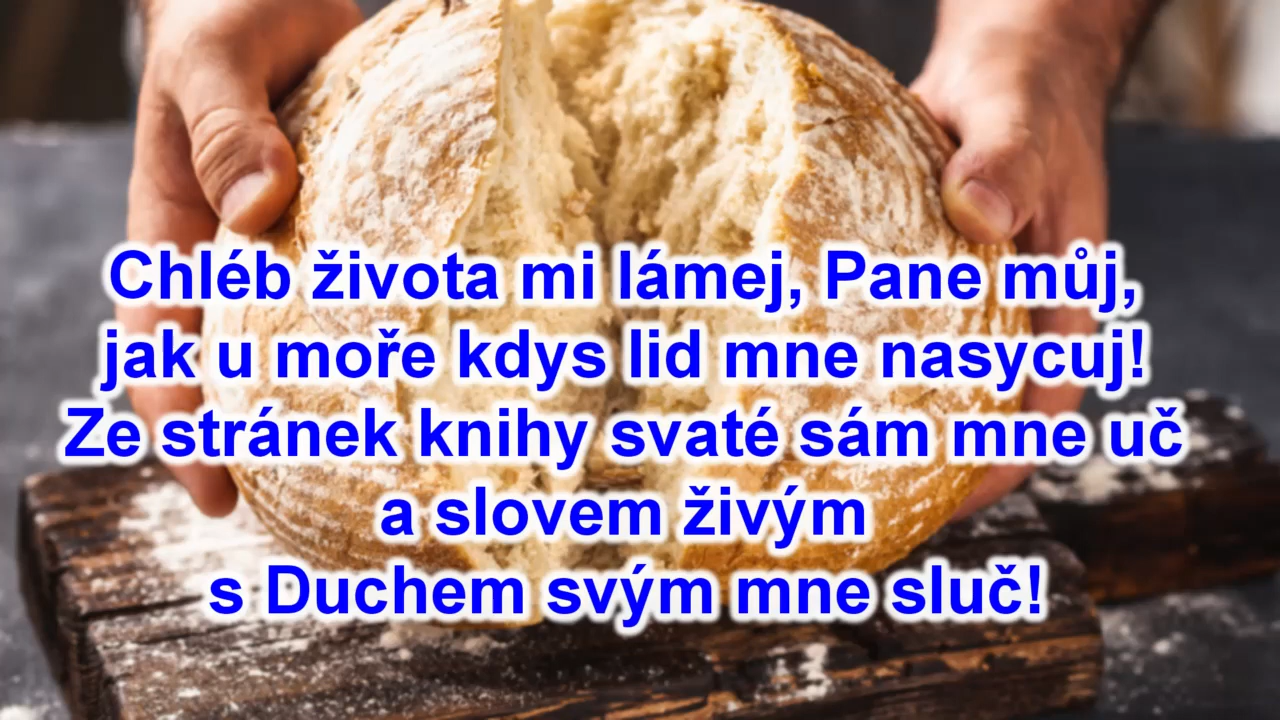 Chléb života mi lámej, Pane můj,
jak u moře kdys lid mne nasycuj!
Ze stránek knihy svaté sám mne uč
a slovem živým
s Duchem svým mne sluč!